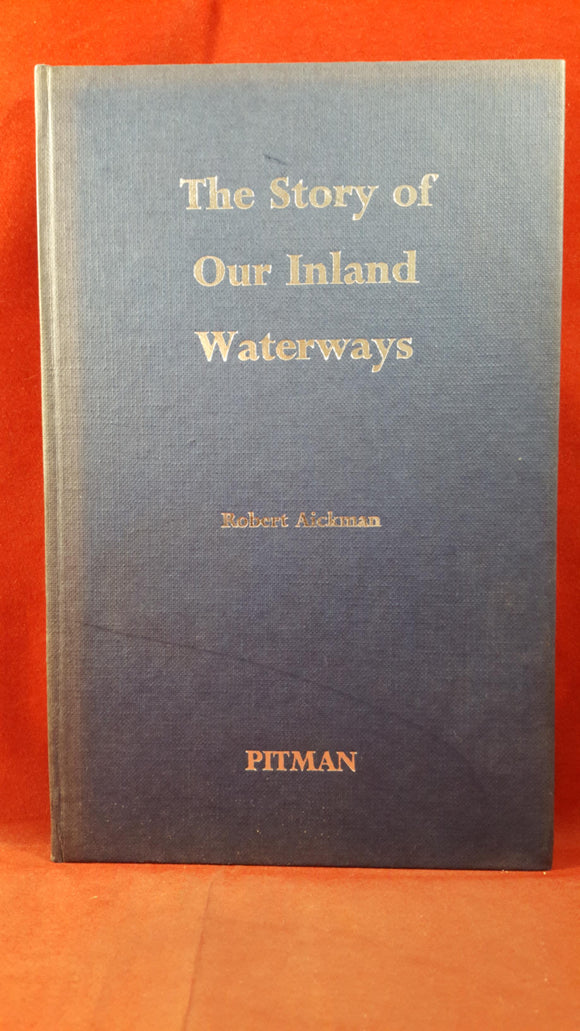 The Story of
Our Inland
Waterways
Robert Aickman
PITMAN